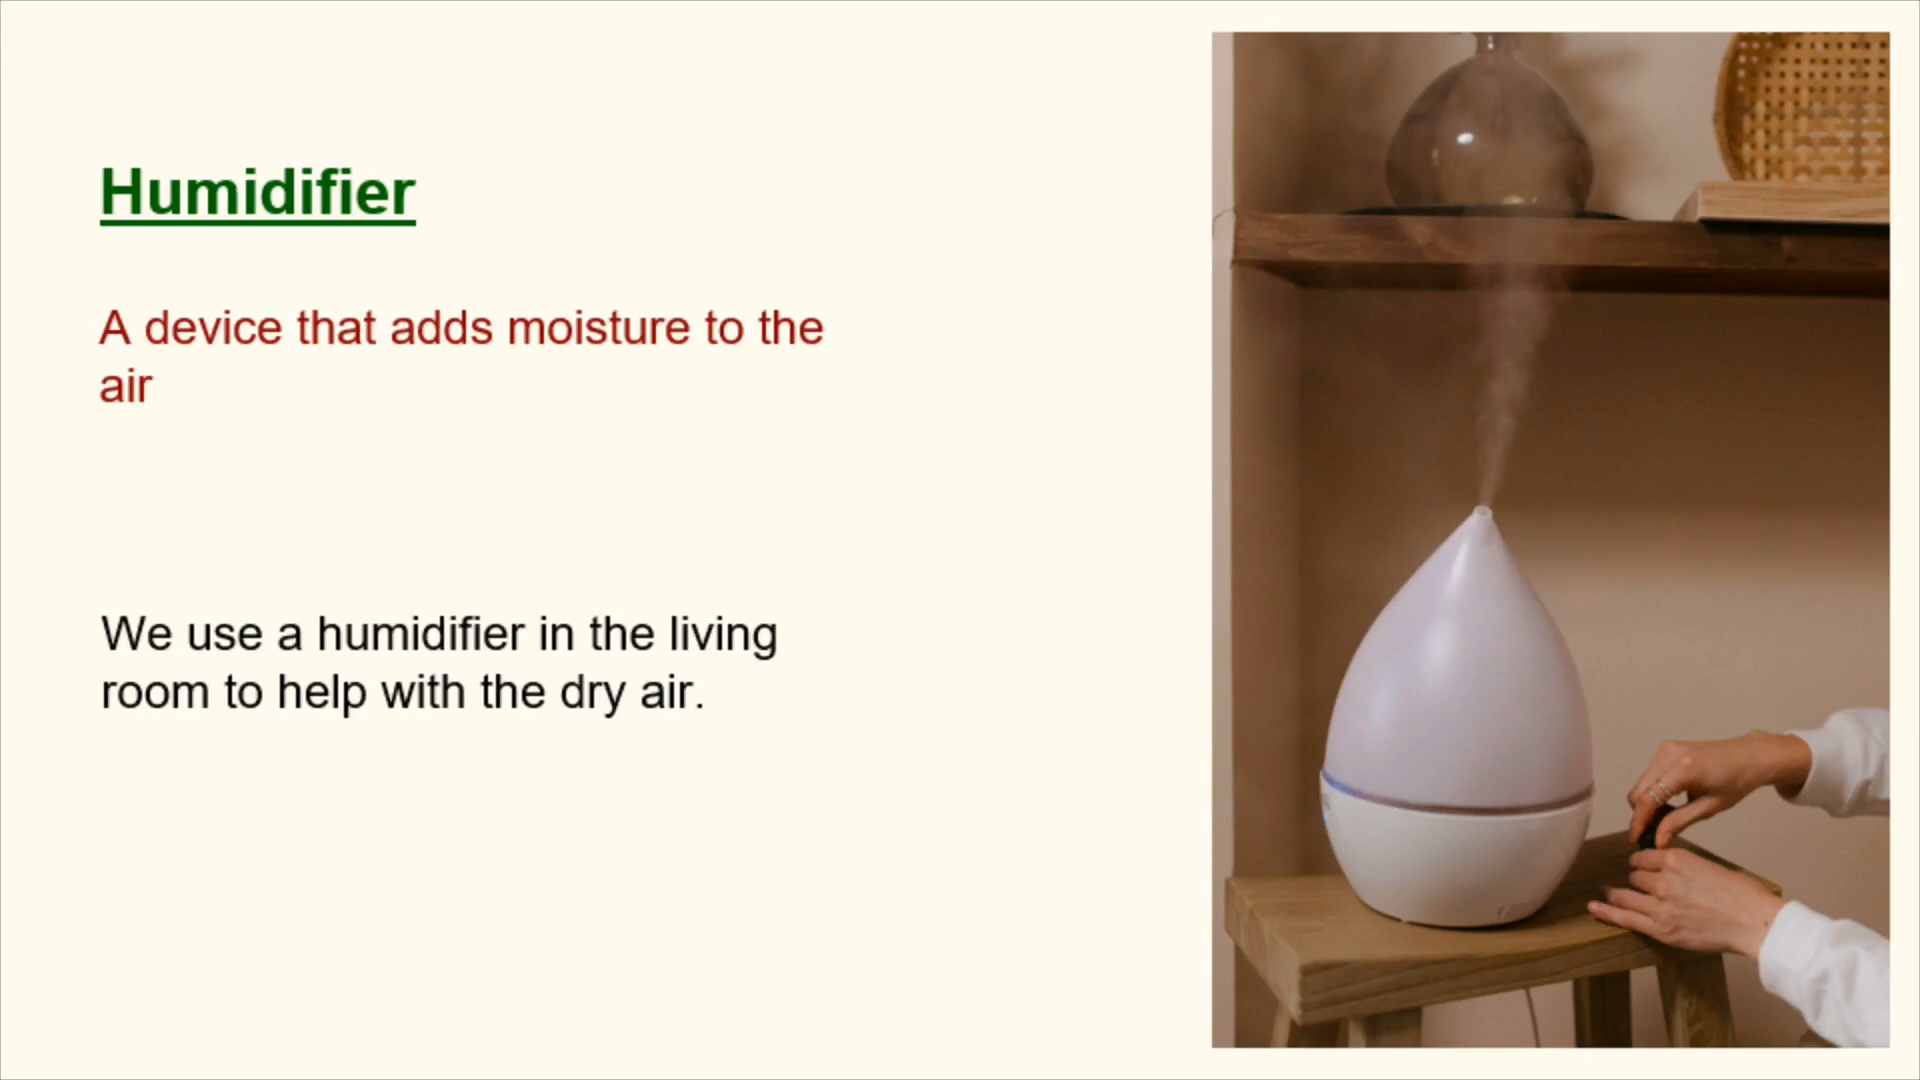 Humidifier
A device that adds moisture to the
air
We use a humidifier in the living
room to help with the dry air.